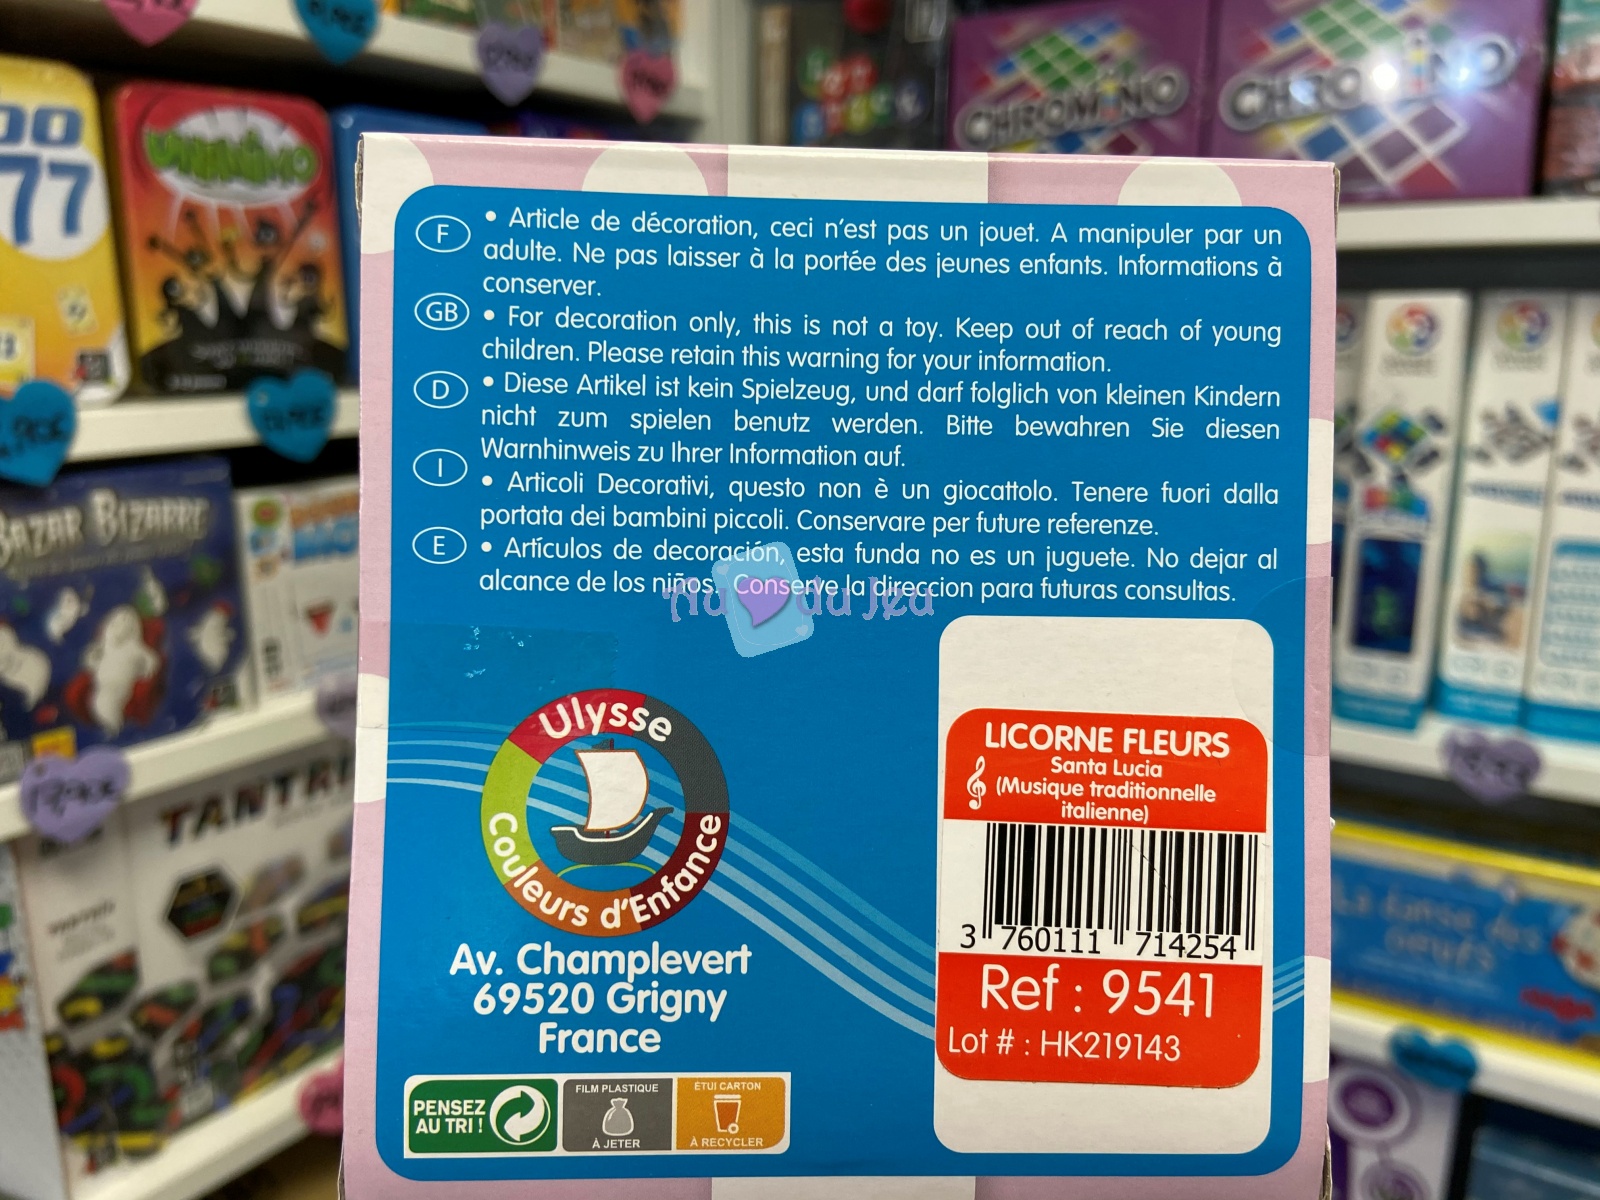 CHROMINO
CHROMINO
77
UNANIMO
F
• Article de décoration, ceci n'est pas un jouet. A manipuler par un
adulte. Ne pas laisser à la portée des jeunes enfants. Informations à
conserver.
GB
• For decoration only, this is not a toy. Keep out of reach of young
children. Please retain this warning for your information.
D
• Diese Artikel ist kein Spielzeug, und darf folglich von kleinen Kindern
nicht zum spielen benutz werden. Bitte bewahren Sie diesen
Warnhinweis zu Ihrer Information auf.
I
• Articoli Decorativi, questo non è un giocattolo. Tenere fuori dalla
portata dei bambini piccoli. Conservare per future referenze.
E
• Artículos de decoración, esta funda no es un juguete. No dejar al
alcance de los niños. Conserve la direccion para futuras consultas.
BAZAR BIZARRE
TANTRI
Ulysse
Couleurs d'Enfance
Av. Champlevert
69520 Grigny
France
PENSEZ
AU TRI !
FILM PLASTIQUE
À JETER
ÉTUI CARTON
À RECYCLER
LICORNE FLEURS
Santa Lucia
(Musique traditionnelle
italienne)
3 760111 714254
Ref : 9541
Lot # : HK219143